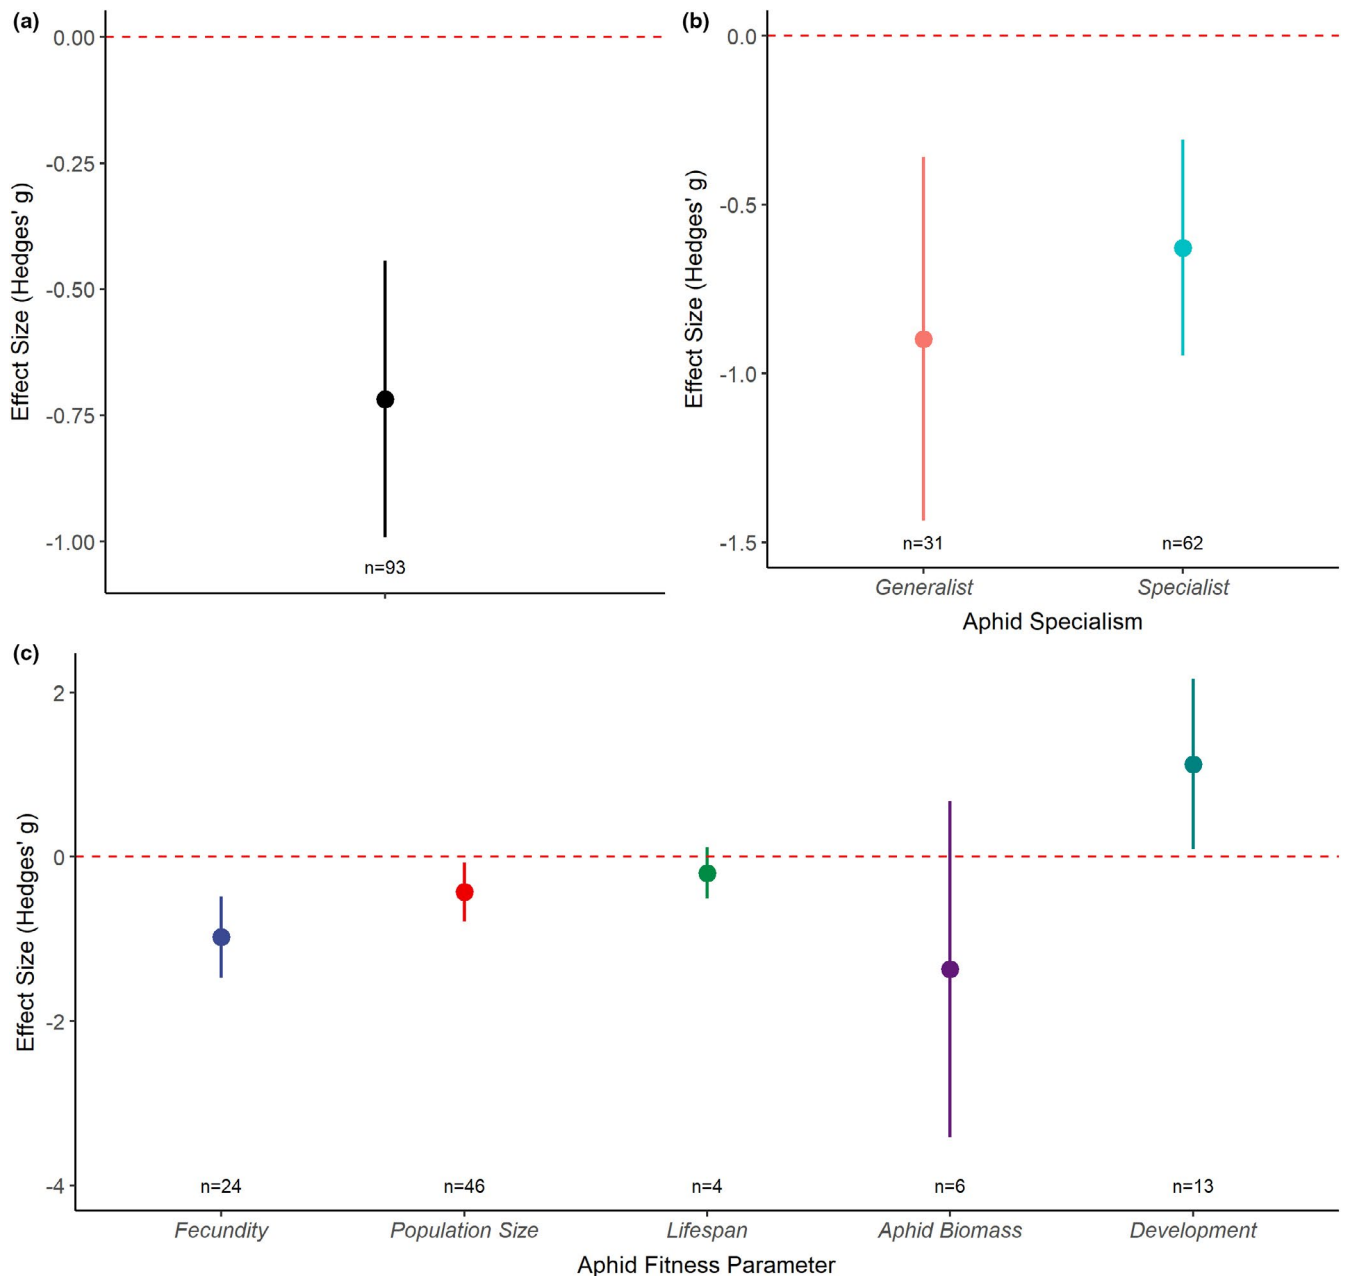 (a)
0.00
-0.25
-0.50
-0.75
-1.00
Effect Size (Hedges' g)
n=93
(b)
0.0
-0.5
-1.0
-1.5
Effect Size (Hedges' g)
n=31 n=62
Generalist Specialist
Aphid Specialism
(c)
2
0
-2
-4
Effect Size (Hedges' g)
n=24 n=46 n=4 n=6 n=13
Fecundity Population Size Lifespan Aphid Biomass Development
Aphid Fitness Parameter